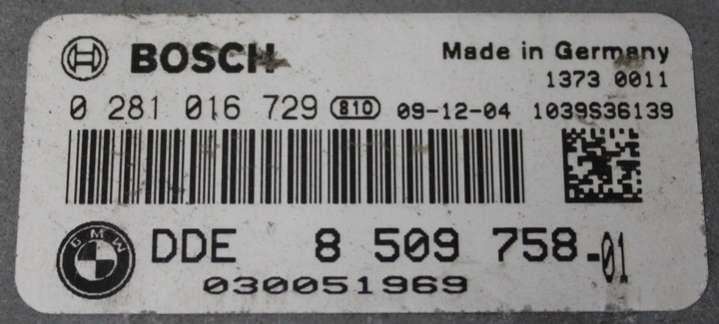 BOSCH Made in Germany
1373 0011
0 281 016 729 810 09-12-04 1039S36139
BMW
DDE 8 509 758-01
030051969